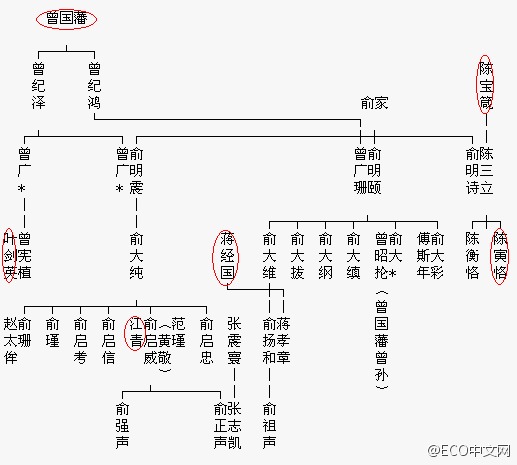 曾国藩
曾纪泽
曾纪鸿
俞家
陈宝箴
曾广*
曾广*
俞明震
曾广珊
俞明颐
俞明诗
陈三立
叶剑英
曾宪植
俞大纯
蒋经国
俞大维
俞大拔
俞大纲
俞大缜
曾昭抡（曾国藩曾孙）
俞大*
傅斯年
俞大彩
陈衡恪
陈寅恪
赵太侔
俞珊
俞瑾
俞启考
俞启信
江青
俞启威（黄敬）
范瑾
俞启忠
张震寰
俞扬和
蒋孝章
俞强声
俞正声
张志凯
俞祖声
@ECO中文网